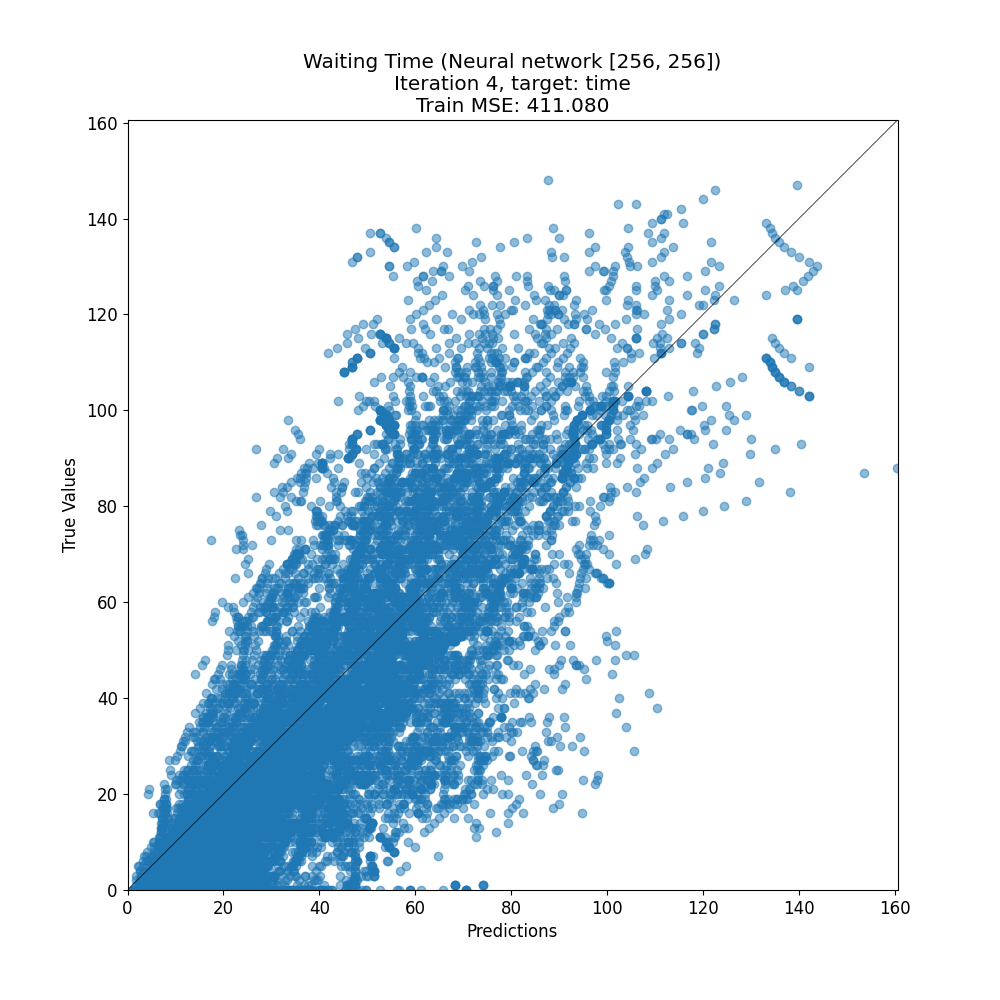 Waiting Time (Neural network [256, 256])
Iteration 4, target: time
Train MSE: 411.080
160
140
120
100
80
60
40
20
0
True Values
0 20 40 60 80 100 120 140 160
Predictions